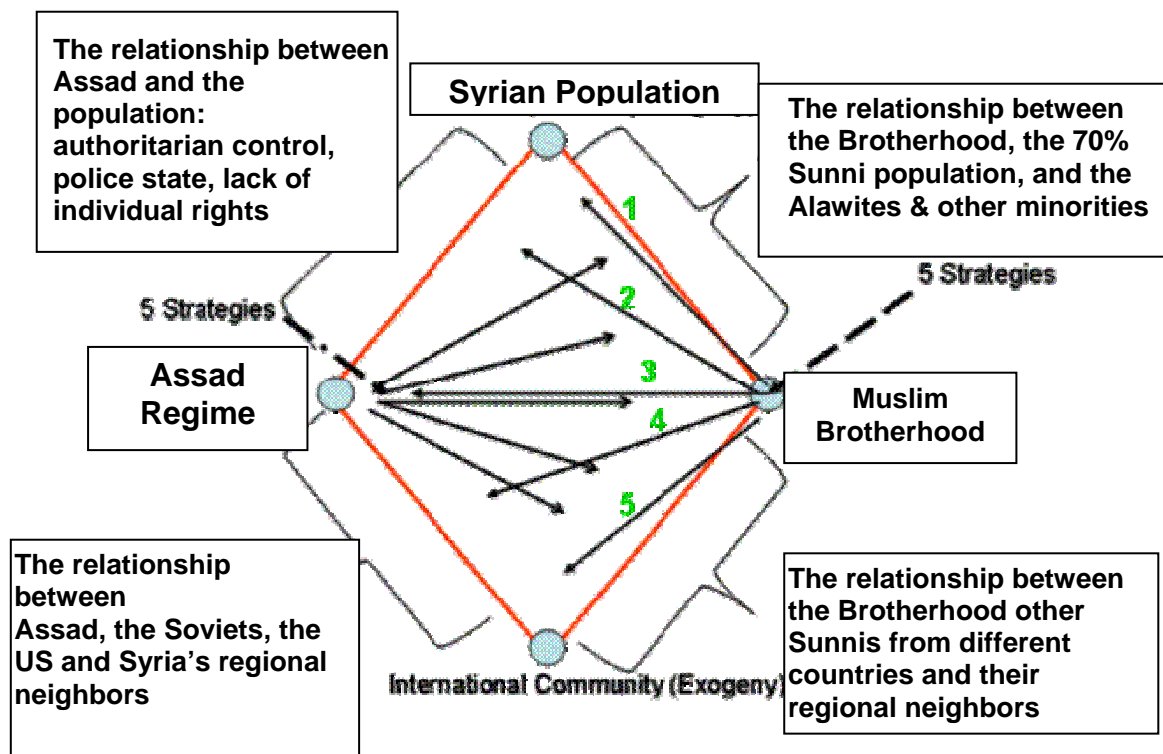 The relationship between
Assad and the
population:
authoritarian control,
police state, lack of
individual rights
Syrian Population
The relationship between
the Brotherhood, the 70%
Sunni population, and the
Alawites & other minorities
1
2
3
4
5
5 Strategies
5 Strategies
Assad
Regime
Muslim
Brotherhood
The relationship
between
Assad, the Soviets, the
US and Syria's regional
neighbors
International Community (Exogeny)
The relationship between
the Brotherhood other
Sunnis from different
countries and their
regional neighbors